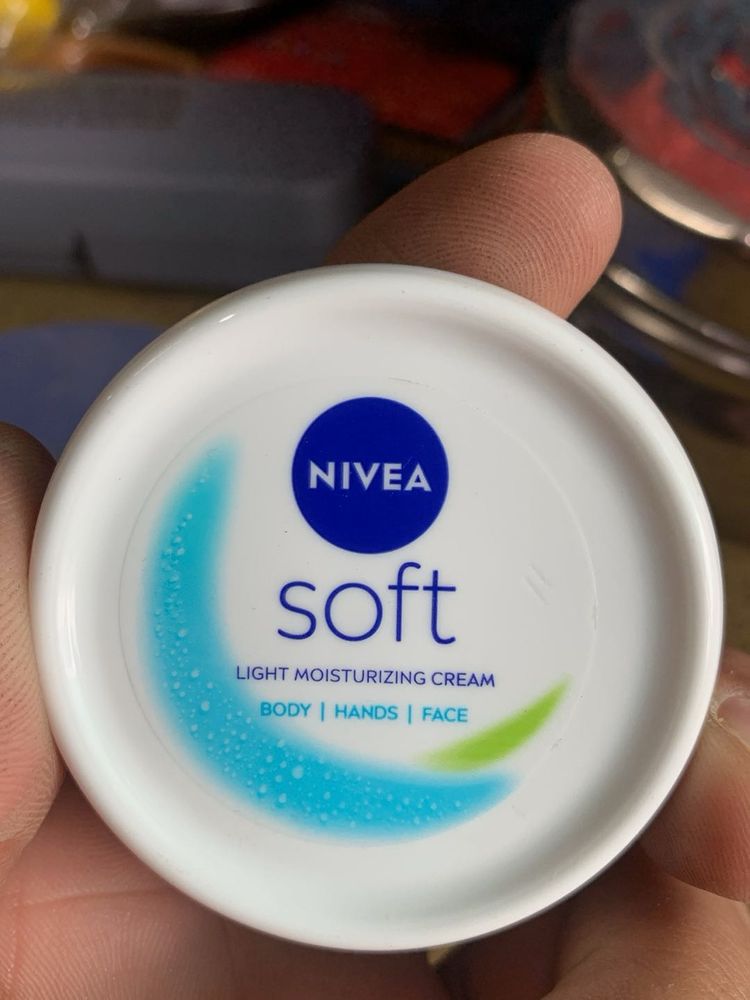 NIVEA
soft
LIGHT MOISTURIZING CREAM
BODY | HANDS | FACE